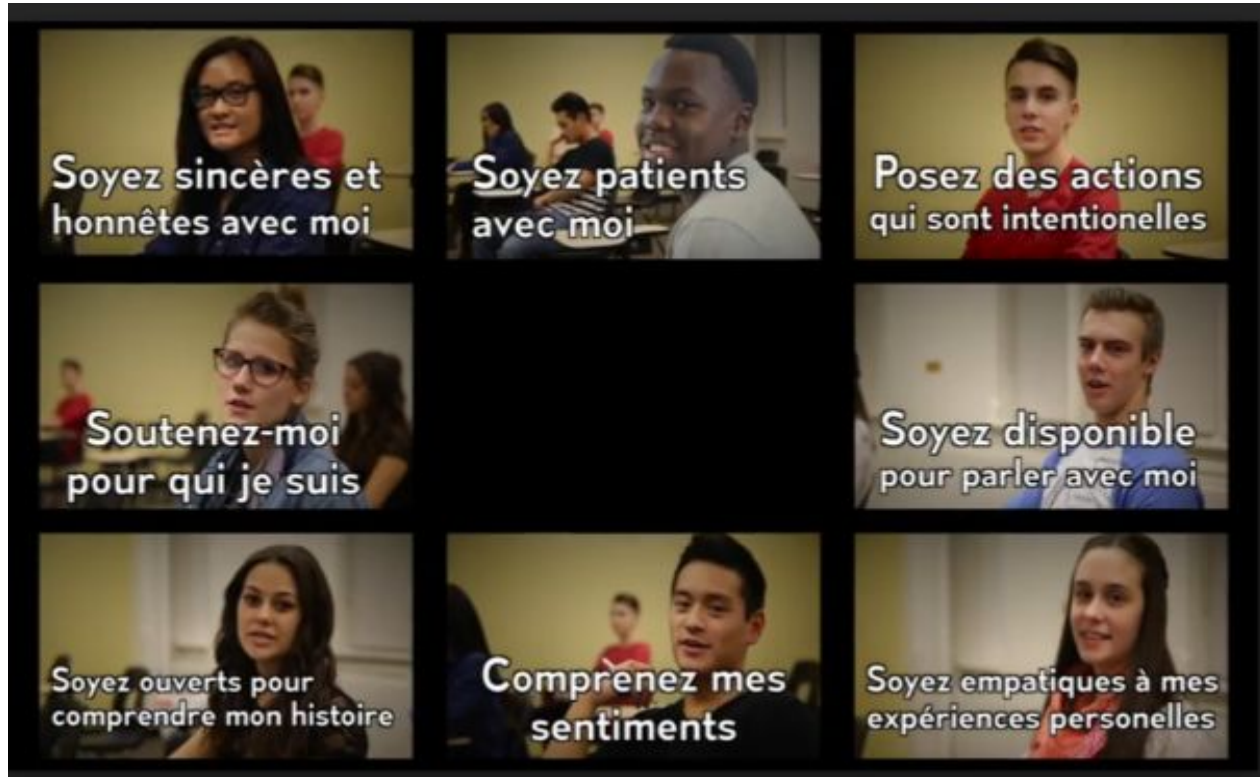 Soyez sincères et
honnêtes avec moi
Soyez patients
avec moi
Posez des actions
qui sont intentionelles
Soutenez-moi
pour qui je suis
Soyez disponible
pour parler avec moi
Soyez ouverts pour
comprendre mon histoire
Comprenez mes
sentiments
Soyez empatiques à mes
expériences personelles